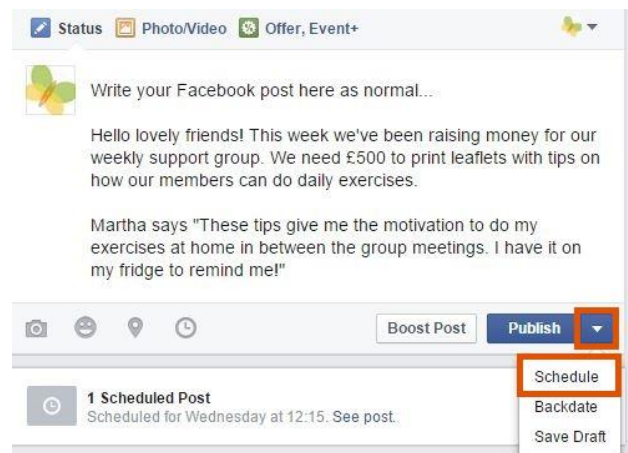 Status Photo/Video Offer, Event+
Write your Facebook post here as normal...
Hello lovely friends! This week we've been raising money for our
weekly support group. We need £500 to print leaflets with tips on
how our members can do daily exercises.
Martha says "These tips give me the motivation to do my
exercises at home in between the group meetings. I have it on
my fridge to remind me!"
Boost Post Publish
Schedule
1 Scheduled Post
Backdate
Scheduled for Wednesday at 12:15. See post.
Save Draft